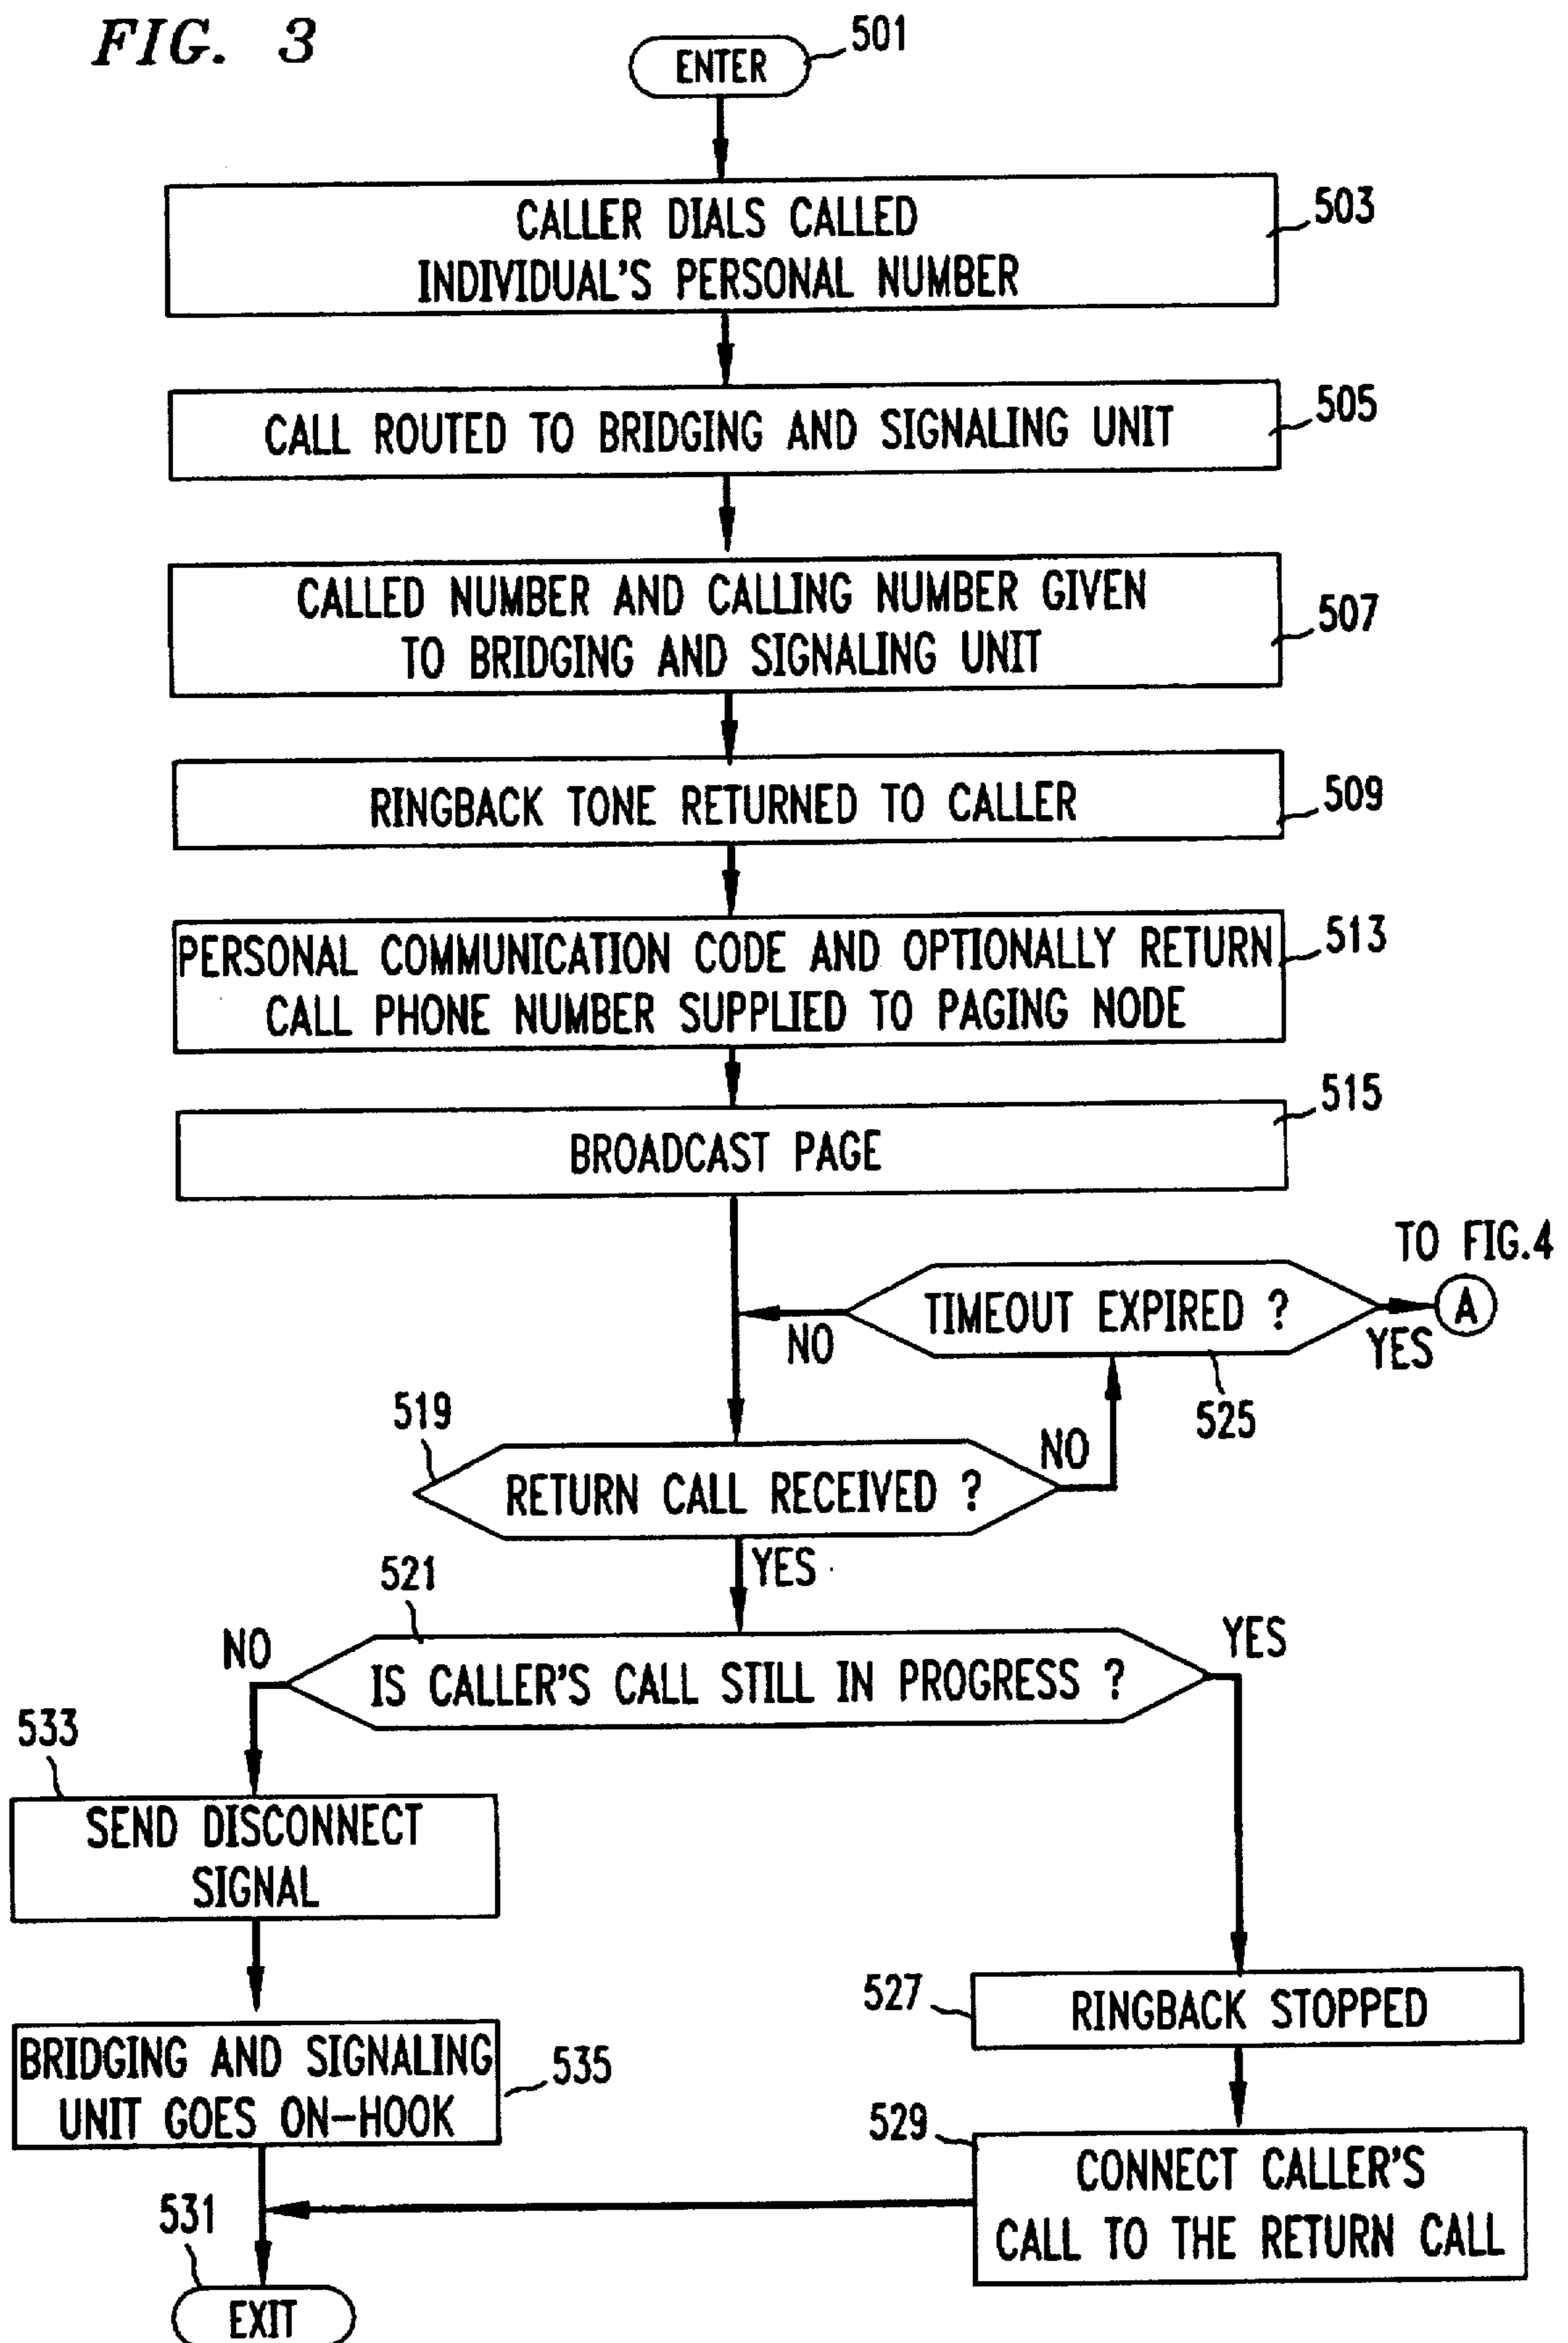 FIG. 3
ENTER
501
CALLER DIALS CALLED
INDIVIDUAL'S PERSONAL NUMBER
503
CALL ROUTED TO BRIDGING AND SIGNALING UNIT
505
CALLED NUMBER AND CALLING NUMBER GIVEN
TO BRIDGING AND SIGNALING UNIT
507
RINGBACK TONE RETURNED TO CALLER
509
PERSONAL COMMUNICATION CODE AND OPTIONALLY RETURN
CALL PHONE NUMBER SUPPLIED TO PAGING NODE
513
BROADCAST PAGE
515
TO FIG.4
TIMEOUT EXPIRED ?
A
NO
YES
525
519
RETURN CALL RECEIVED ?
NO
YES
521
NO
IS CALLER'S CALL STILL IN PROGRESS ?
YES
533
SEND DISCONNECT
SIGNAL
527
RINGBACK STOPPED
BRIDGING AND SIGNALING
UNIT GOES ON-HOOK
535
529
CONNECT CALLER'S
CALL TO THE RETURN CALL
531
EXIT